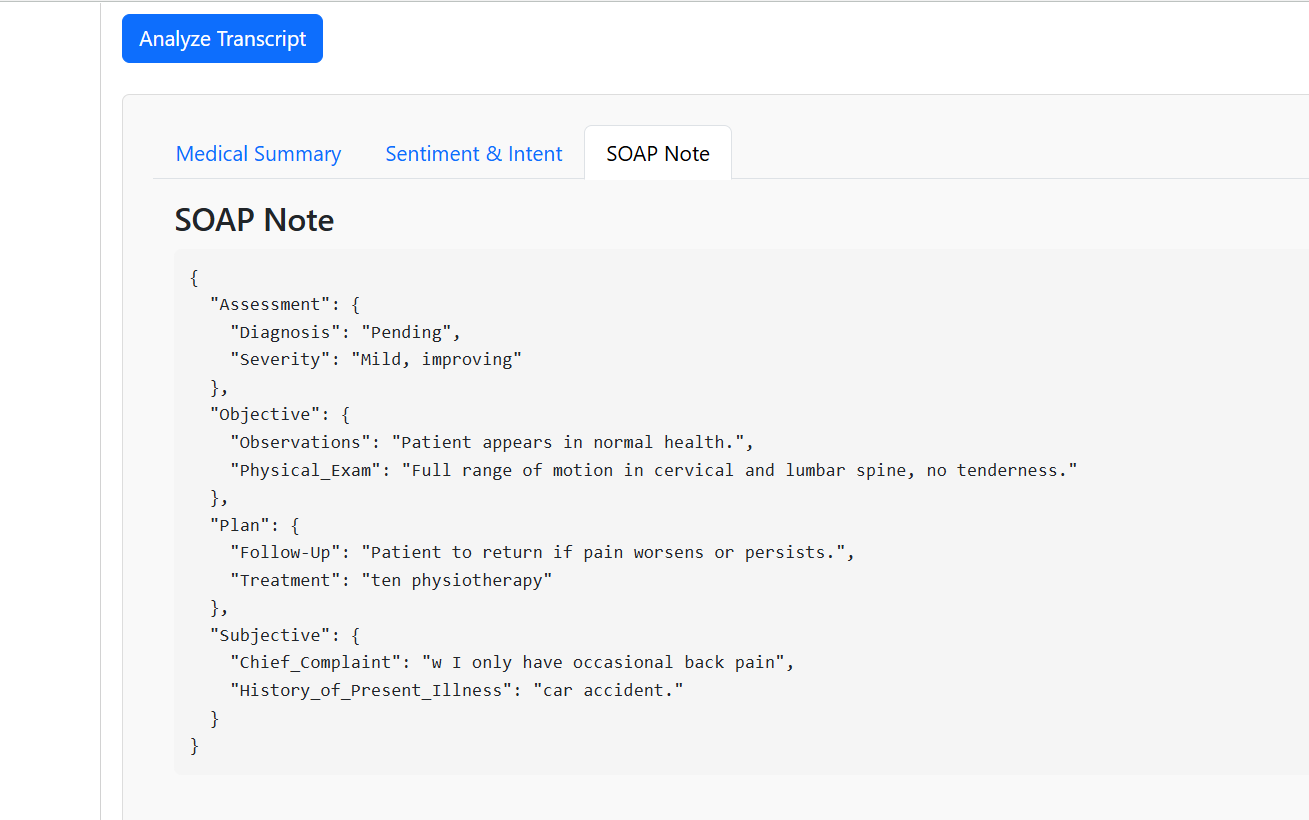 Analyze Transcript
Medical Summary
Sentiment & Intent
SOAP Note
SOAP Note
{
  "Assessment": {
    "Diagnosis": "Pending",
    "Severity": "Mild, improving"
  },
  "Objective": {
    "Observations": "Patient appears in normal health.",
    "Physical_Exam": "Full range of motion in cervical and lumbar spine, no tenderness."
  },
  "Plan": {
    "Follow-Up": "Patient to return if pain worsens or persists.",
    "Treatment": "ten physiotherapy"
  },
  "Subjective": {
    "Chief_Complaint": "w I only have occasional back pain",
    "History_of_Present_Illness": "car accident."
  }
}